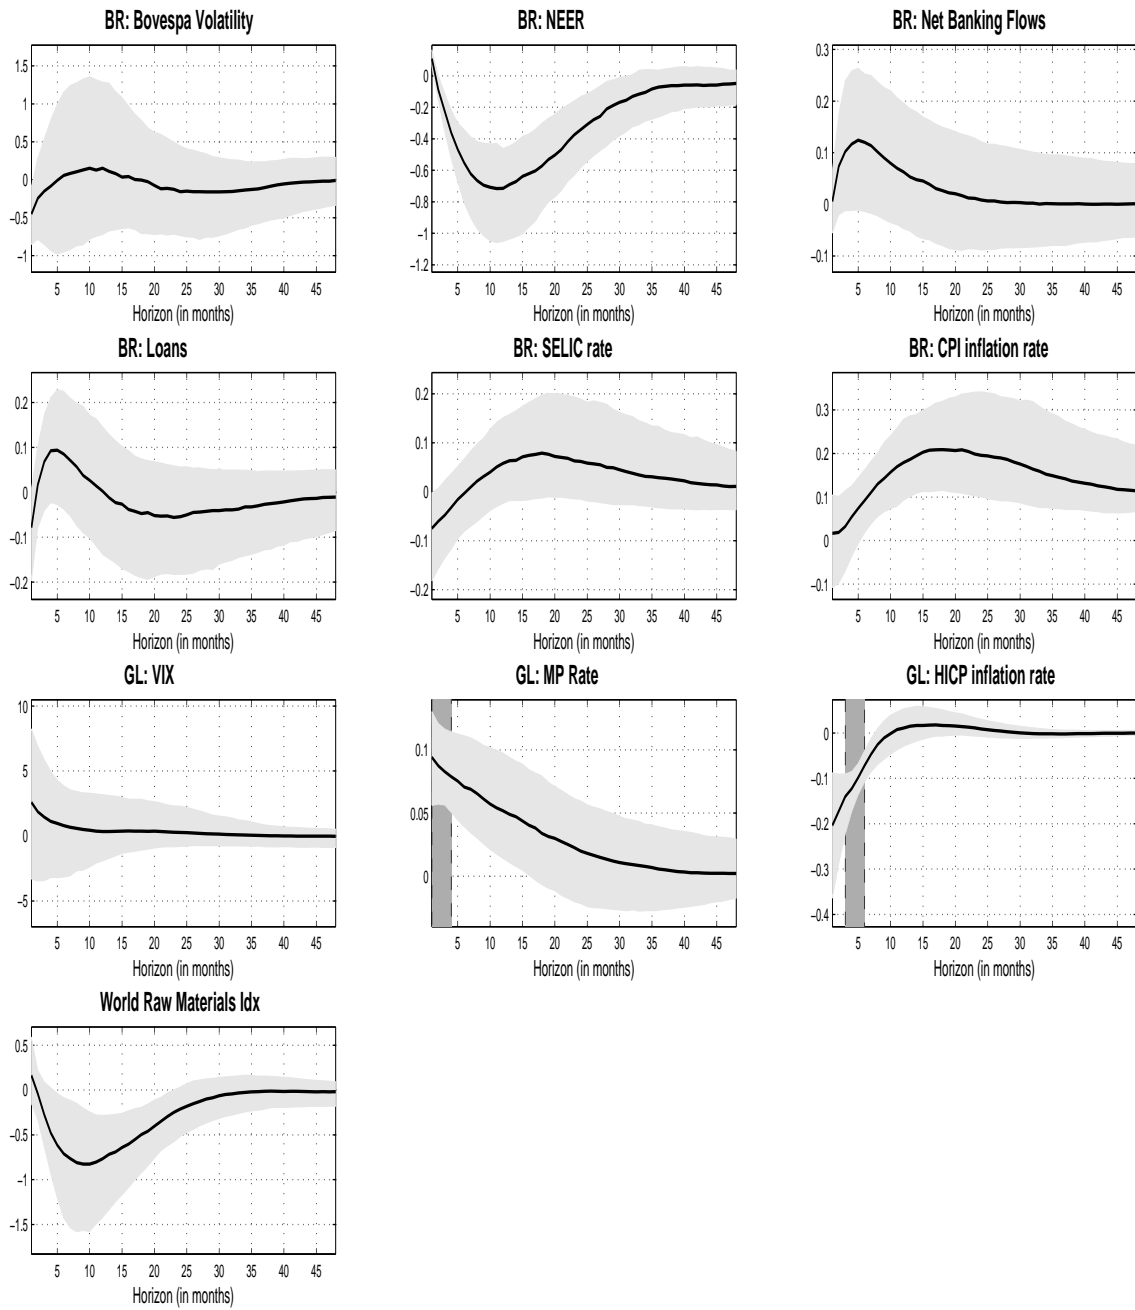 BR: Bovespa Volatility
1.5
1
0.5
0
−0.5
−1
5 10 15 20 25 30 35 40 45
Horizon (in months)
BR: NEER
0
−0.2
−0.4
−0.6
−0.8
−1
−1.2
5 10 15 20 25 30 35 40 45
Horizon (in months)
BR: Net Banking Flows
0.3
0.2
0.1
0
−0.1
5 10 15 20 25 30 35 40 45
Horizon (in months)
BR: Loans
0.2
0.1
0
−0.1
−0.2
5 10 15 20 25 30 35 40 45
Horizon (in months)
BR: SELIC rate
0.2
0.1
0
−0.1
−0.2
5 10 15 20 25 30 35 40 45
Horizon (in months)
BR: CPI inflation rate
0.3
0.2
0.1
0
−0.1
5 10 15 20 25 30 35 40 45
Horizon (in months)
GL: VIX
10
5
0
−5
5 10 15 20 25 30 35 40 45
Horizon (in months)
GL: MP Rate
0.1
0.05
0
5 10 15 20 25 30 35 40 45
Horizon (in months)
GL: HICP inflation rate
0
−0.1
−0.2
−0.3
−0.4
5 10 15 20 25 30 35 40 45
Horizon (in months)
World Raw Materials Idx
0.5
0
−0.5
−1
−1.5
5 10 15 20 25 30 35 40 45
Horizon (in months)